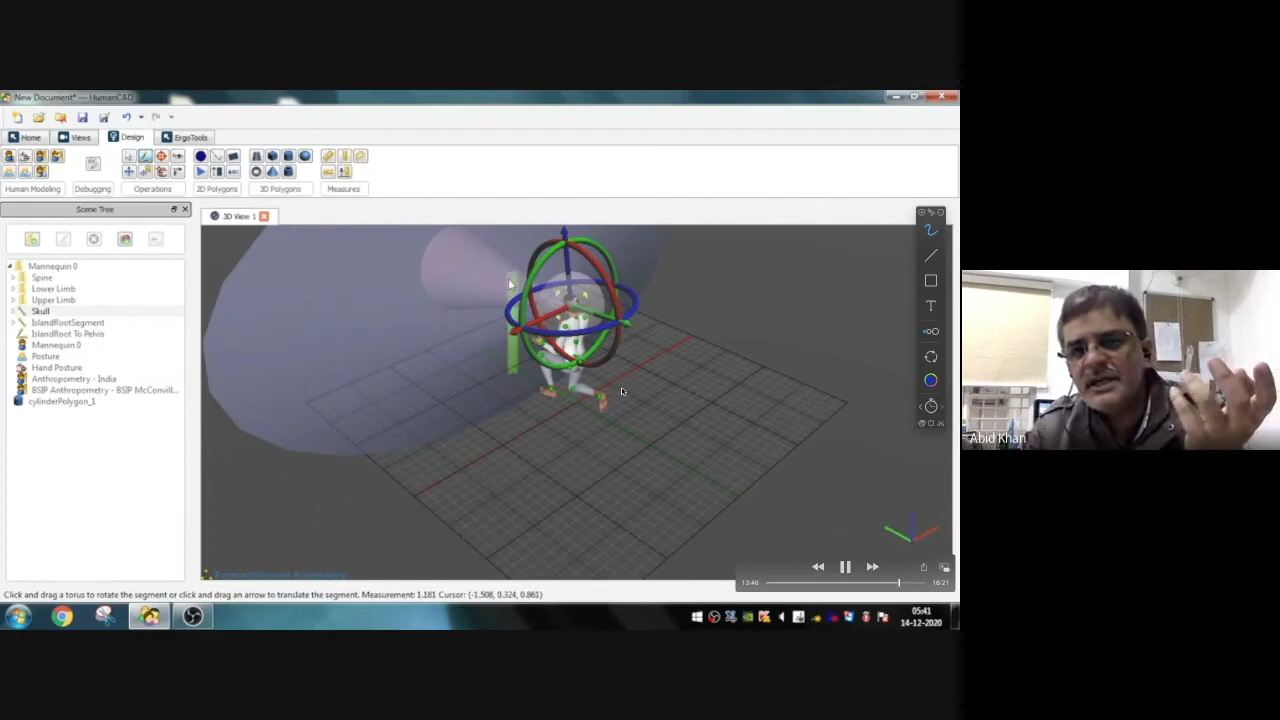 New Document* — HumanCAD
Home
Views
Design
ErgoTools
Human Modeling
Debugging
Operations
2D Polygons
3D Polygons
Measures
Scene Tree
3D View 1
Mannequin 0
Spine
Lower Limb
Upper Limb
Skull
IslandRootSegment
IslandRoot To Pelvis
Mannequin 0
Posture
Hand Posture
Anthropometry - India
BSIP Anthropometry - BSIP McConvill...
cylinderPolygon_1
T
Abid Khan
13:46
16:21
Click and drag a torus to rotate the segment or click and drag an arrow to translate the segment. Measurement: 1.181 Cursor: (-1.508, 0.324, 0.861)
05:41
14-12-2020